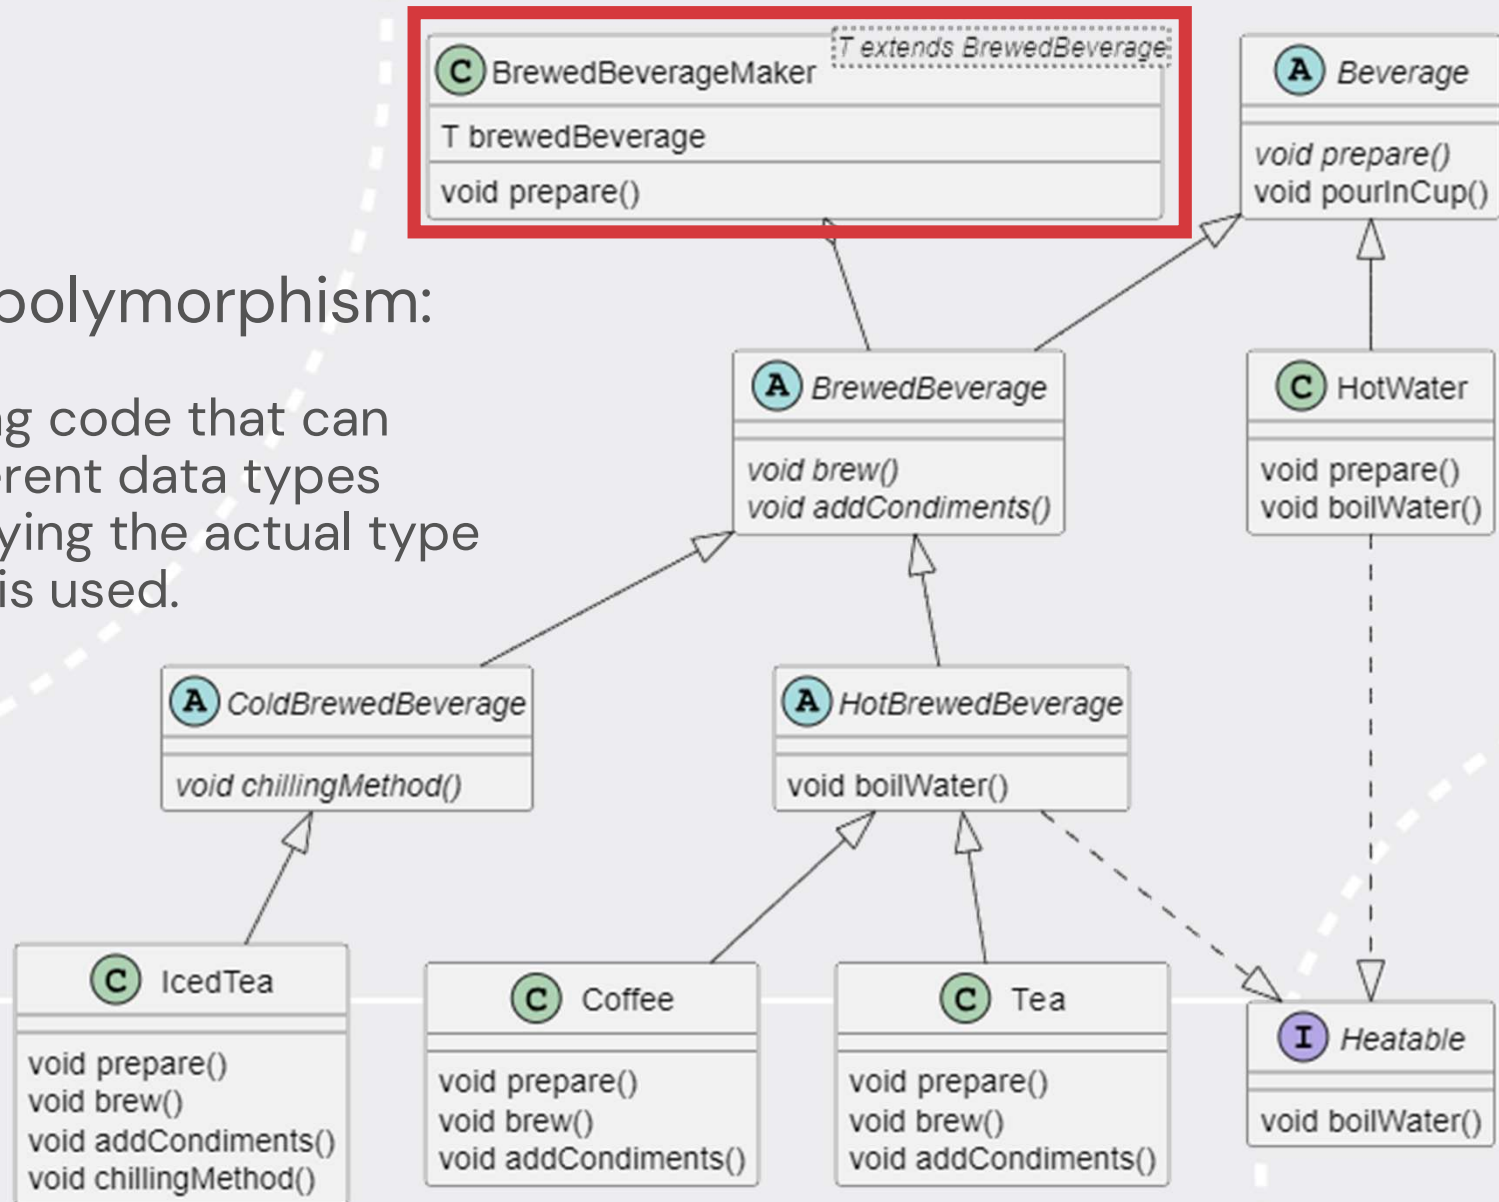 T extends BrewedBeverage
C BrewedBeverageMaker
T brewedBeverage
void prepare()
A Beverage
void prepare()
void pourInCup()
polymorphism:
ng code that can
erent data types
ying the actual type
is used.
A BrewedBeverage
void brew()
void addCondiments()
C HotWater
void prepare()
void boilWater()
A ColdBrewedBeverage
void chillingMethod()
A HotBrewedBeverage
void boilWater()
C IcedTea
void prepare()
void brew()
void addCondiments()
void chillingMethod()
C Coffee
void prepare()
void brew()
void addCondiments()
C Tea
void prepare()
void brew()
void addCondiments()
I Heatable
void boilWater()